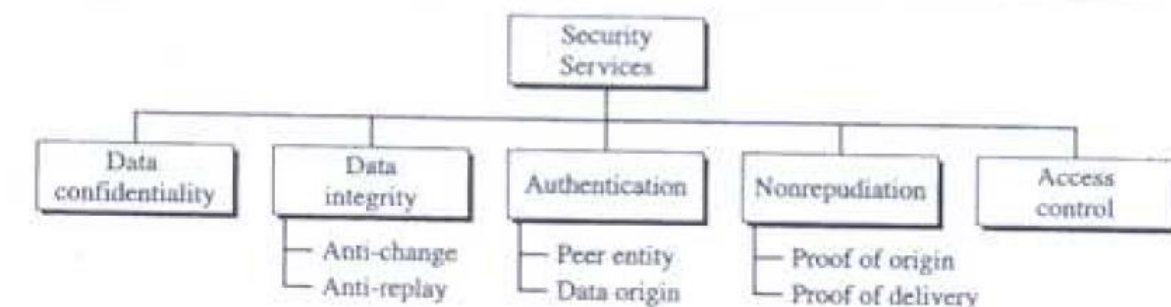 Security
Services
Data
confidentiality
Data
integrity
Anti-change
Anti-replay
Authentication
Peer entity
Data origin
Nonrepudiation
Proof of origin
Proof of delivery
Access
control